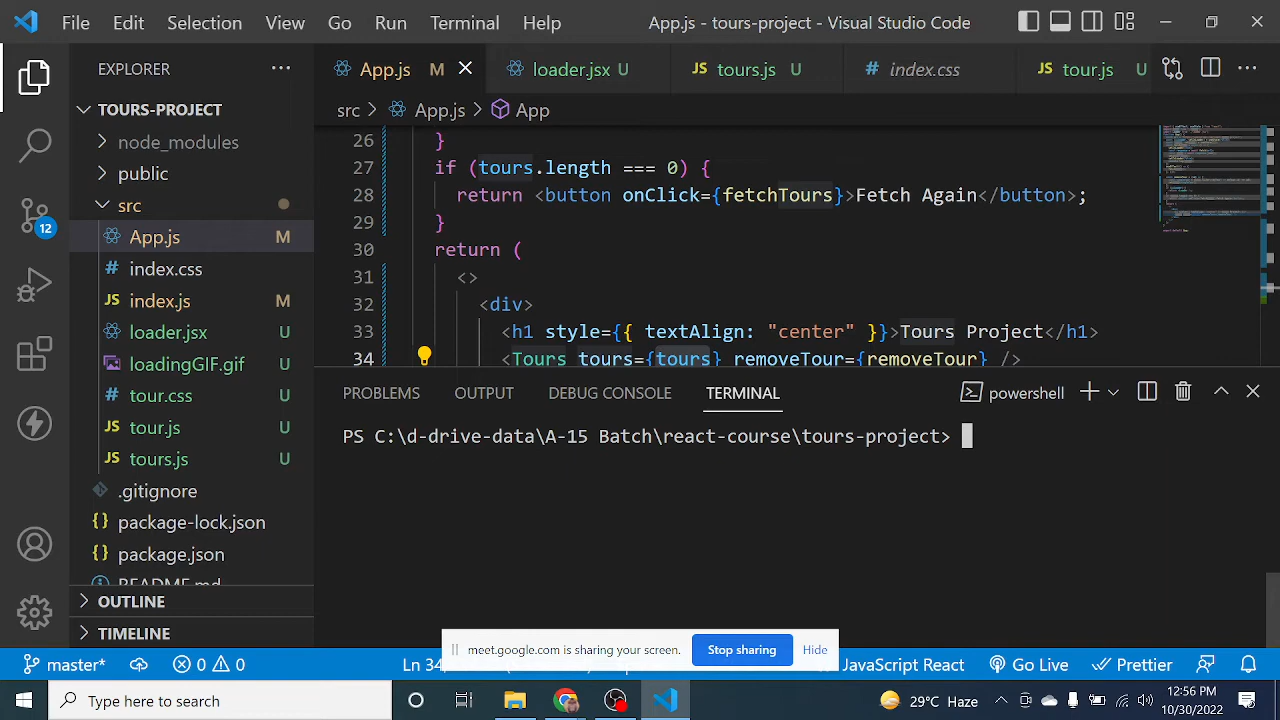 File Edit Selection View Go Run Terminal Help App.js - tours-project - Visual Studio Code
EXPLORER
App.js M
loader.jsx U
tours.js U
index.css
tour.js U
TOURS-PROJECT
src > App.js > App
node_modules
public
src
App.js M
index.css
index.js M
loader.jsx U
loadingGIF.gif U
tour.css U
tour.js U
tours.js U
.gitignore
package-lock.json
package.json
README.md
OUTLINE
TIMELINE
12
26 }
27 if (tours.length === 0) {
28 return <button onClick={fetchTours}>Fetch Again</button>;
29 }
30 return (
31 <>
32 <div>
33 <h1 style={{ textAlign: "center" }}>Tours Project</h1>
34 <Tours tours={tours} removeTour={removeTour} />
PROBLEMS OUTPUT DEBUG CONSOLE TERMINAL powershell
PS C:\d-drive-data\A-15 Batch\react-course\tours-project>
meet.google.com is sharing your screen. Stop sharing Hide
master* 0 0 Ln 34 JavaScript React Go Live Prettier
Type here to search
29°C Haze
12:56 PM
10/30/2022